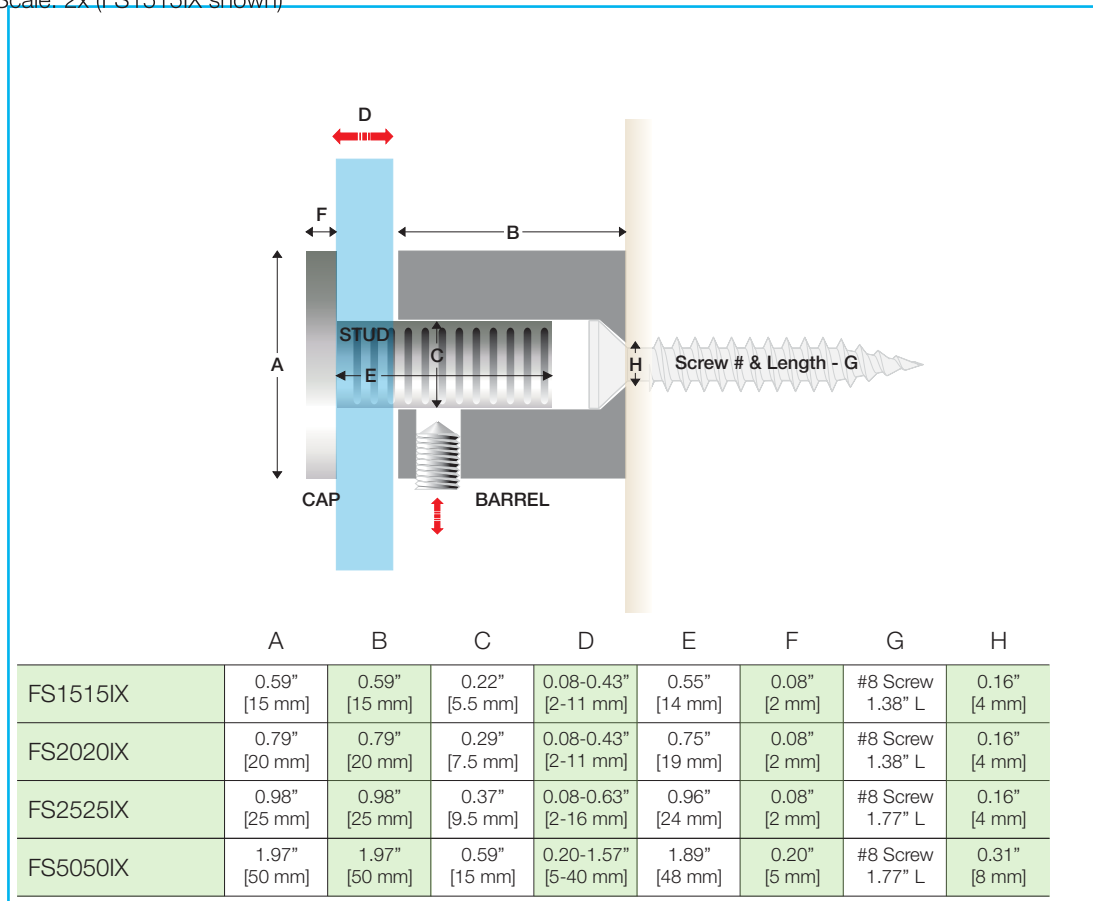 Scale: 2x (FS1515IX shown)
D
F
B
STUD
C
A
E
H
Screw # & Length - G
CAP
BARREL
A B C D E F G H
FS1515IX 0.59” 0.59” 0.22” 0.08-0.43” 0.55” 0.08” #8 Screw 0.16”
[15 mm] [15 mm] [5.5 mm] [2-11 mm] [14 mm] [2 mm] 1.38” L [4 mm]
FS2020IX 0.79” 0.79” 0.29” 0.08-0.43” 0.75” 0.08” #8 Screw 0.16”
[20 mm] [20 mm] [7.5 mm] [2-11 mm] [19 mm] [2 mm] 1.38” L [4 mm]
FS2525IX 0.98” 0.98” 0.37” 0.08-0.63” 0.96” 0.08” #8 Screw 0.16”
[25 mm] [25 mm] [9.5 mm] [2-16 mm] [24 mm] [2 mm] 1.77” L [4 mm]
FS5050IX 1.97” 1.97” 0.59” 0.20-1.57” 1.89” 0.20” #8 Screw 0.31”
[50 mm] [50 mm] [15 mm] [5-40 mm] [48 mm] [5 mm] 1.77” L [8 mm]